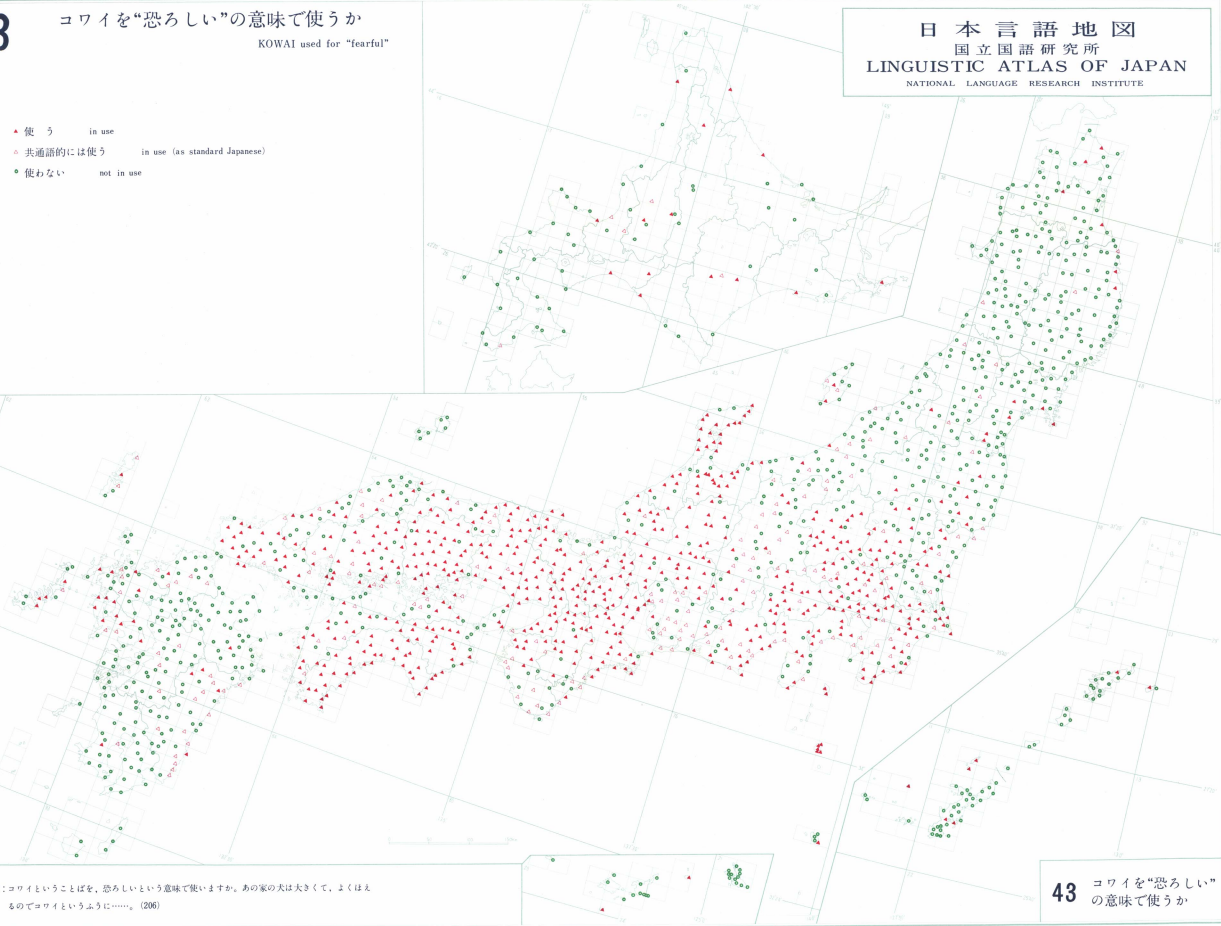 3
コワイを“恐ろしい”の意味で使うか
KOWAI used for “fearful”
日本言語地図
国立国語研究所
LINGUISTIC ATLAS OF JAPAN
NATIONAL LANGUAGE RESEARCH INSTITUTE
使う in use
共通語的には使う in use (as standard Japanese)
使わない not in use
:コワイということばを，恐ろしいという意味で使いますか。あの家の犬は大きくて，よくほえ
るのでコワイというふうに……。(206)
43 コワイを“恐ろしい”
の意味で使うか